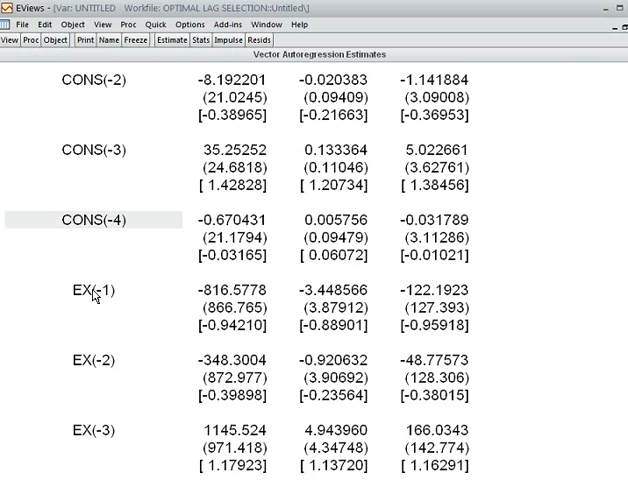 EViews - [Var: UNTITLED Workfile: OPTIMAL LAG SELECTION::Untitled\]
File Edit Object View Proc Quick Options Add-ins Window Help
View Proc Object Print Name Freeze Estimate Stats Impulse Resids
Vector Autoregression Estimates
CONS(-2) -8.192201 -0.020383 -1.141884
(21.0245) (0.09409) (3.09008)
[-0.38965] [-0.21663] [-0.36953]
CONS(-3) 35.25252 0.133364 5.022661
(24.6818) (0.11046) (3.62761)
[ 1.42828] [ 1.20734] [ 1.38456]
CONS(-4) -0.670431 0.005756 -0.031789
(21.1794) (0.09479) (3.11286)
[-0.03165] [ 0.06072] [-0.01021]
EX(-1) -816.5778 -3.448566 -122.1923
(866.765) (3.87912) (127.393)
[-0.94210] [-0.88901] [-0.95918]
EX(-2) -348.3004 -0.920632 -48.77573
(872.977) (3.90692) (128.306)
[-0.39898] [-0.23564] [-0.38015]
EX(-3) 1145.524 4.943960 166.0343
(971.418) (4.34748) (142.774)
[ 1.17923] [ 1.13720] [ 1.16291]